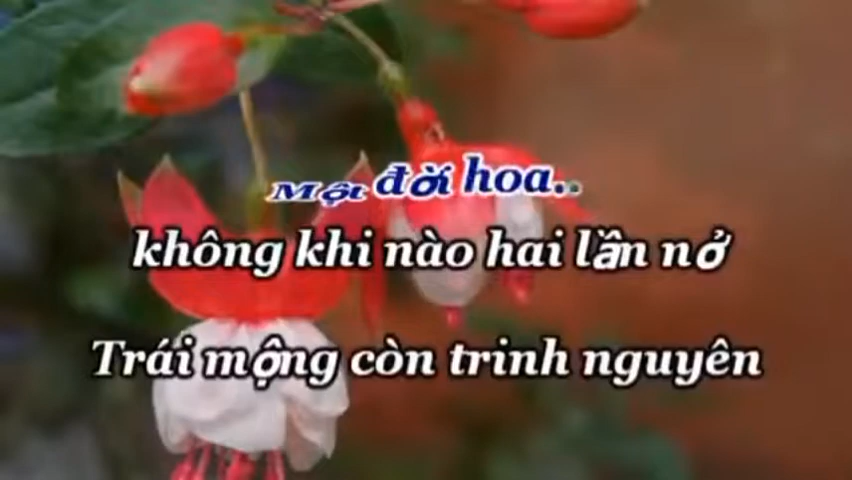 Một đời hoa..
không khi nào hai lần nở
Trái mộng còn trinh nguyên